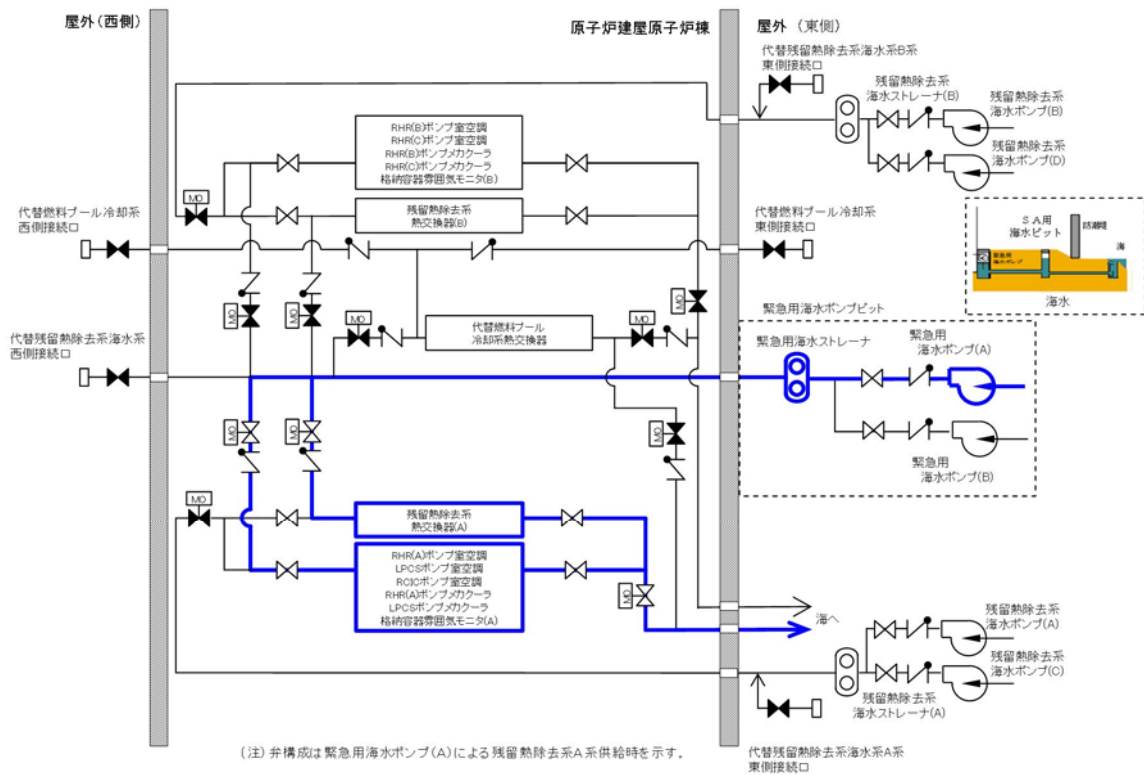 屋外(西側)
原子炉建屋原子炉棟
屋外 (東側)
代替残留熱除去系海水系B系
東側接続口
残留熱除去系
海水ストレーナ(B)
残留熱除去系
海水ポンプ(B)
残留熱除去系
海水ポンプ(D)
RHR(B)ポンプ室空調
RHR(C)ポンプ室空調
RHR(B)ポンプメカクーラ
RHR(C)ポンプメカクーラ
格納容器雰囲気モニタ(B)
MO
残留熱除去系
熱交換器(B)
代替燃料プール冷却系
西側接続口
代替燃料プール冷却系
東側接続口
SA用
海水ピット
防潮堤
海
緊急用
海水ポンプ
海水
MO
MO
MO
MO
MO
代替燃料プール
冷却系熱交換器
緊急用海水ポンプピット
代替残留熱除去系海水系
西側接続口
緊急用海水ストレーナ
緊急用
海水ポンプ(A)
MO
MO
MO
緊急用
海水ポンプ(B)
MO
残留熱除去系
熱交換器(A)
RHR(A)ポンプ室空調
LPCSポンプ室空調
RCICポンプ室空調
RHR(A)ポンプメカクーラ
LPCSポンプメカクーラ
格納容器雰囲気モニタ(A)
MO
海へ
残留熱除去系
海水ポンプ(A)
残留熱除去系
海水ポンプ(C)
残留熱除去系
海水ストレーナ(A)
(注) 弁構成は緊急用海水ポンプ(A)による残留熱除去系A系供給時を示す。
代替残留熱除去系海水系A系
東側接続口